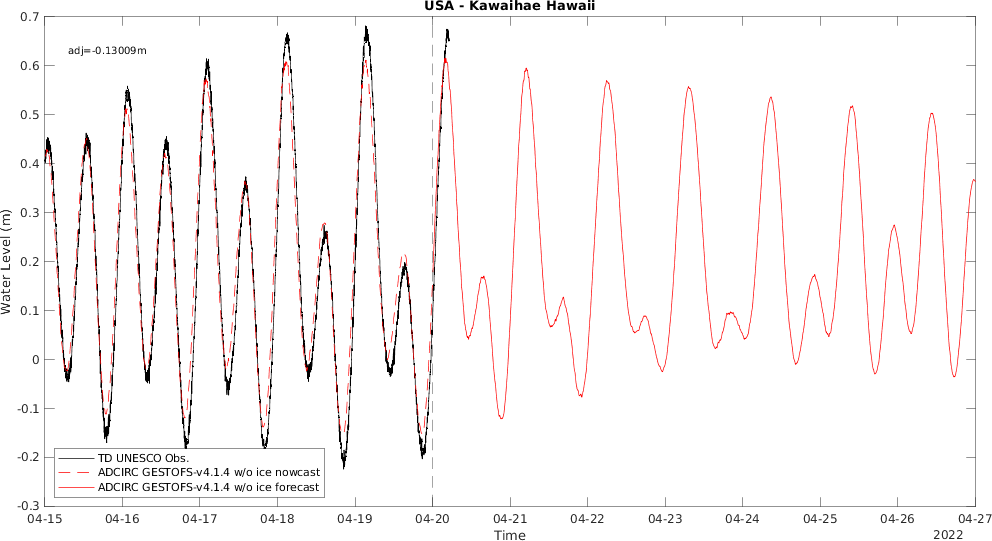 USA - Kawaihae Hawaii
adj=-0.13009m
0.7
0.6
0.5
0.4
0.3
0.2
0.1
0
-0.1
-0.2
-0.3
Water Level (m)
TD UNESCO Obs.
ADCIRC GESTOFS-v4.1.4 w/o ice nowcast
ADCIRC GESTOFS-v4.1.4 w/o ice forecast
04-15 04-16 04-17 04-18 04-19 04-20 04-21 04-22 04-23 04-24 04-25 04-26 04-27
Time
2022